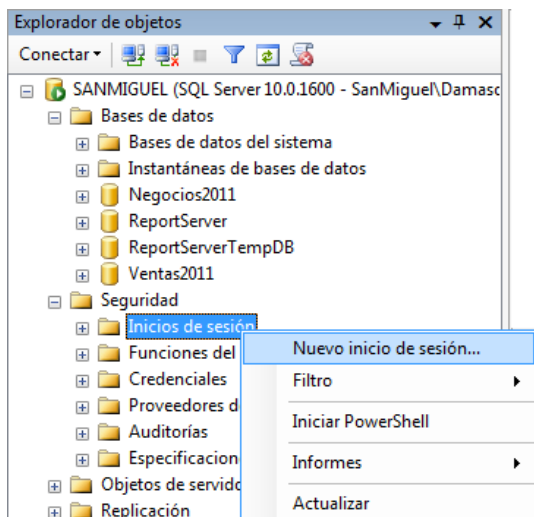 Explorador de objetos
Conectar
SANMIGUEL (SQL Server 10.0.1600 - SanMiguel\Damasc
Bases de datos
Bases de datos del sistema
Instantáneas de bases de datos
Negocios2011
ReportServer
ReportServerTempDB
Ventas2011
Seguridad
Inicios de sesión
Funciones del
Credenciales
Proveedores d
Auditorías
Especificacion
Objetos de servido
Replicación
Nuevo inicio de sesión...
Filtro
Iniciar PowerShell
Informes
Actualizar